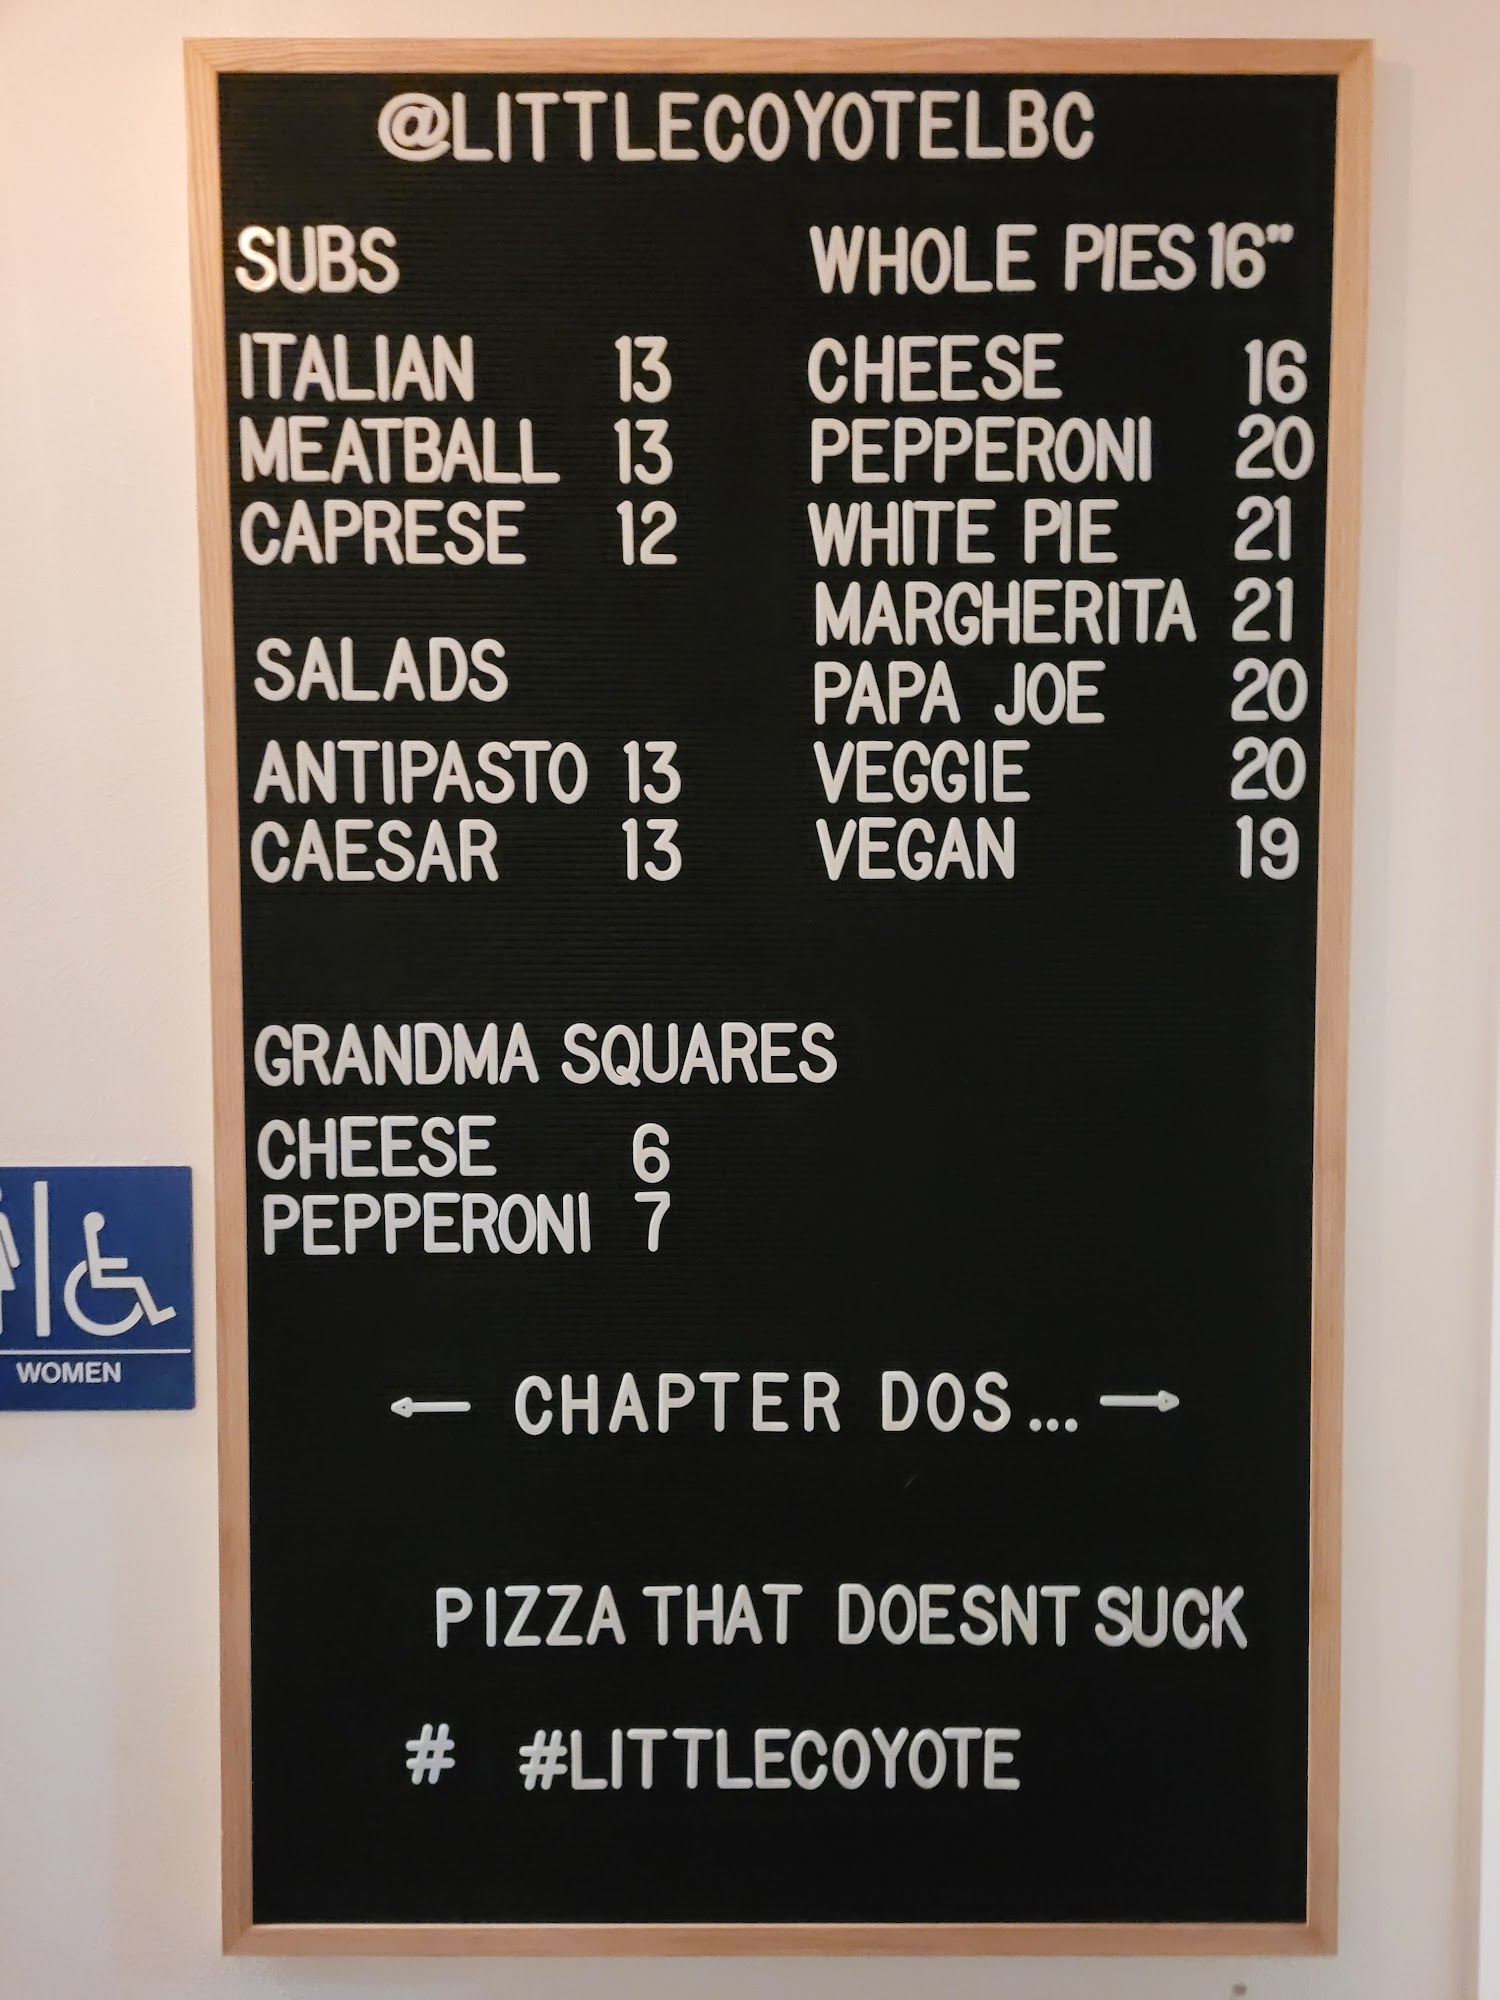 @LITTLECOYOTELBC
SUBS
ITALIAN 13
MEATBALL 13
CAPRESE 12
SALADS
ANTIPASTO 13
CAESAR 13
WHOLE PIES 16"
CHEESE 16
PEPPERONI 20
WHITE PIE 21
MARGHERITA 21
PAPA JOE 20
VEGGIE 20
VEGAN 19
GRANDMA SQUARES
CHEESE 6
PEPPERONI 7
← CHAPTER DOS... →
PIZZA THAT DOESNT SUCK
# #LITTLECOYOTE
WOMEN